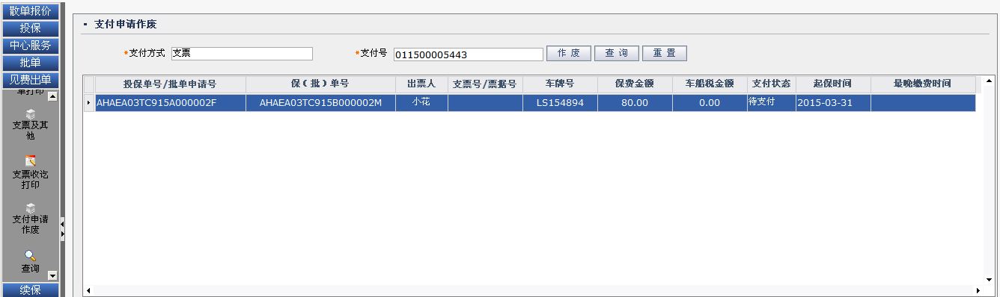 散单报价
投保
中心服务
批单
见费出单
单打印
支票及其
他
支票收讫
打印
支付申请
作废
查询
续保
支付申请作废
*支付方式 支票 *支付号 011500005443 作 废 查 询 重 置
投保单号/批单申请号 保（批）单号 出票人 支票号/票据号 车牌号 保费金额 车船税金额 支付状态 起保时间 最晚缴费时间
AHAEA03TC915A000002F AHAEA03TC915B000002M 小花 LS154894 80.00 0.00 待支付 2015-03-31